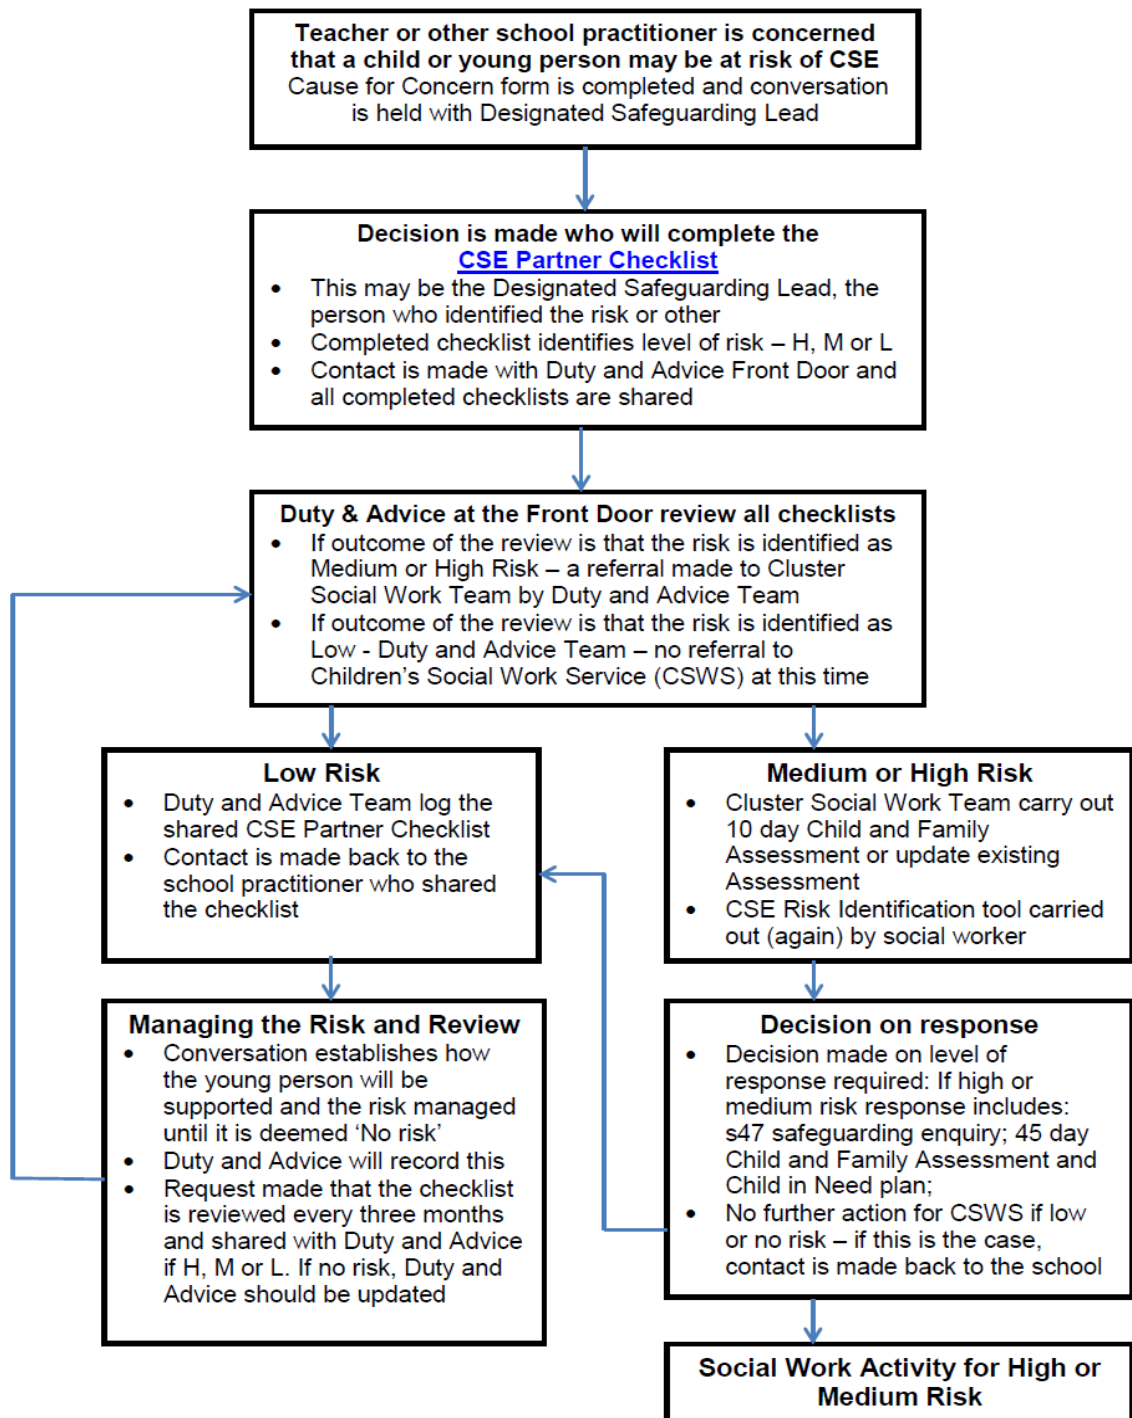 Teacher or other school practitioner is concerned
that a child or young person may be at risk of CSE
Cause for Concern form is completed and conversation
is held with Designated Safeguarding Lead
Decision is made who will complete the
CSE Partner Checklist
• This may be the Designated Safeguarding Lead, the
person who identified the risk or other
• Completed checklist identifies level of risk – H, M or L
• Contact is made with Duty and Advice Front Door and
all completed checklists are shared
Duty & Advice at the Front Door review all checklists
• If outcome of the review is that the risk is identified as
Medium or High Risk – a referral made to Cluster
Social Work Team by Duty and Advice Team
• If outcome of the review is that the risk is identified as
Low - Duty and Advice Team – no referral to
Children’s Social Work Service (CSWS) at this time
Low Risk
• Duty and Advice Team log the
shared CSE Partner Checklist
• Contact is made back to the
school practitioner who shared
the checklist
Medium or High Risk
• Cluster Social Work Team carry out
10 day Child and Family
Assessment or update existing
Assessment
• CSE Risk Identification tool carried
out (again) by social worker
Managing the Risk and Review
• Conversation establishes how
the young person will be
supported and the risk managed
until it is deemed ‘No risk’
• Duty and Advice will record this
• Request made that the checklist
is reviewed every three months
and shared with Duty and Advice
if H, M or L. If no risk, Duty and
Advice should be updated
Decision on response
• Decision made on level of
response required: If high or
medium risk response includes:
s47 safeguarding enquiry; 45 day
Child and Family Assessment and
Child in Need plan;
• No further action for CSWS if low
or no risk – if this is the case,
contact is made back to the school
Social Work Activity for High or
Medium Risk